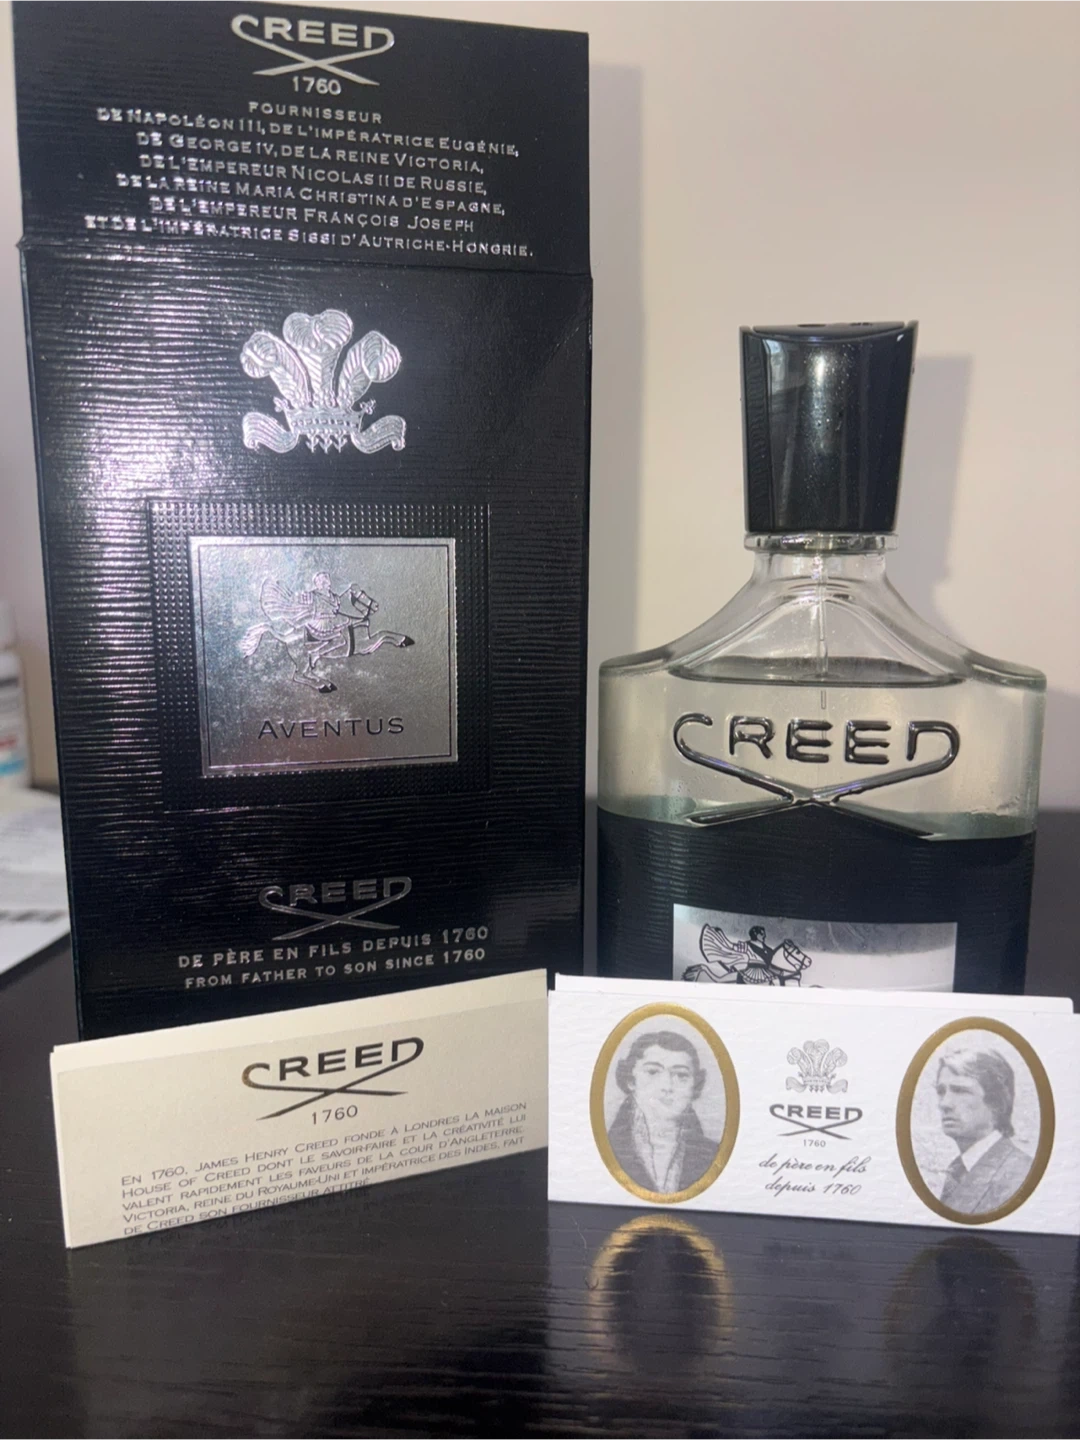 CREED
1760
FOURNISSEUR
DE NAPOLÉON III, DE L'IMPÉRATRICE EUGÉNIE,
DE GEORGE IV, DE LA REINE VICTORIA,
DE L'EMPEREUR NICOLAS II DE RUSSIE,
DE LA REINE MARIA CHRISTINA D'ESPAGNE,
DE L'EMPEREUR FRANÇOIS JOSEPH
ET DE L'IMPÉRATRICE SISSI D'AUTRICHE-HONGRIE.
AVENTUS
CREED
DE PÈRE EN FILS DEPUIS 1760
FROM FATHER TO SON SINCE 1760
CREED
CREED
1760
EN 1760, JAMES HENRY CREED FONDE À LONDRES LA MAISON
HOUSE OF CREED DONT LE SAVOIR-FAIRE ET LA CRÉATIVITÉ LUI
VALENT RAPIDEMENT LES FAVEURS DE LA COUR D'ANGLETERRE.
VICTORIA, REINE DU ROYAUME-UNI ET IMPÉRATRICE DES INDES, FAIT
DE CREED SON FOURNISSEUR ATTITRÉ.
CREED
1760
de père en fils
depuis 1760